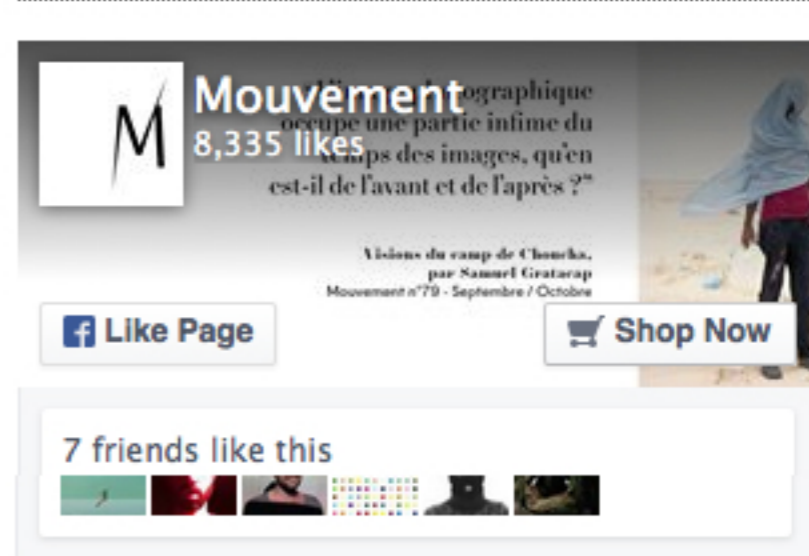 M
Mouvement
8,335 likes
ographique
occupe une partie infime du
temps des images, qu'en
est-il de l'avant et de l'après ?"
Visions du camp de Choucha,
par Samuel Gratacap
Mouvement n°79 - Septembre / Octobre
Like Page
Shop Now
7 friends like this